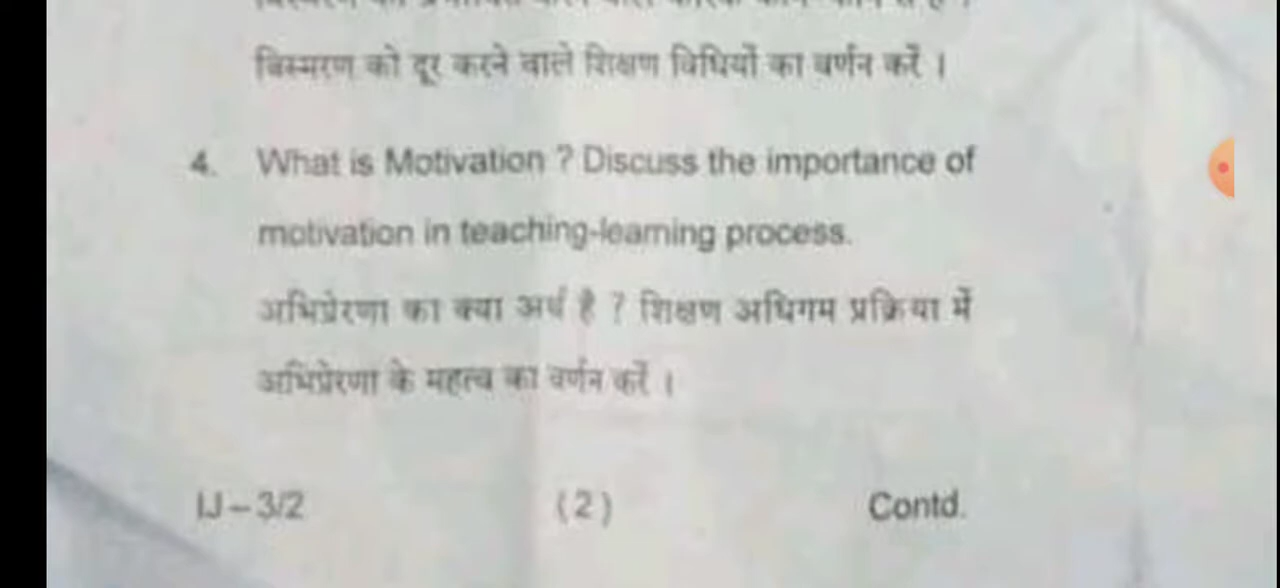 विस्मरण को दूर करने वाले शिक्षण विधियों का वर्णन करें ।
4. What is Motivation ? Discuss the importance of
motivation in teaching-learning process.
अभिप्रेरणा का क्या अर्थ है ? शिक्षण अधिगम प्रक्रिया में
अभिप्रेरणा के महत्व का वर्णन करें ।
IJ – 3/2 (2) Contd.